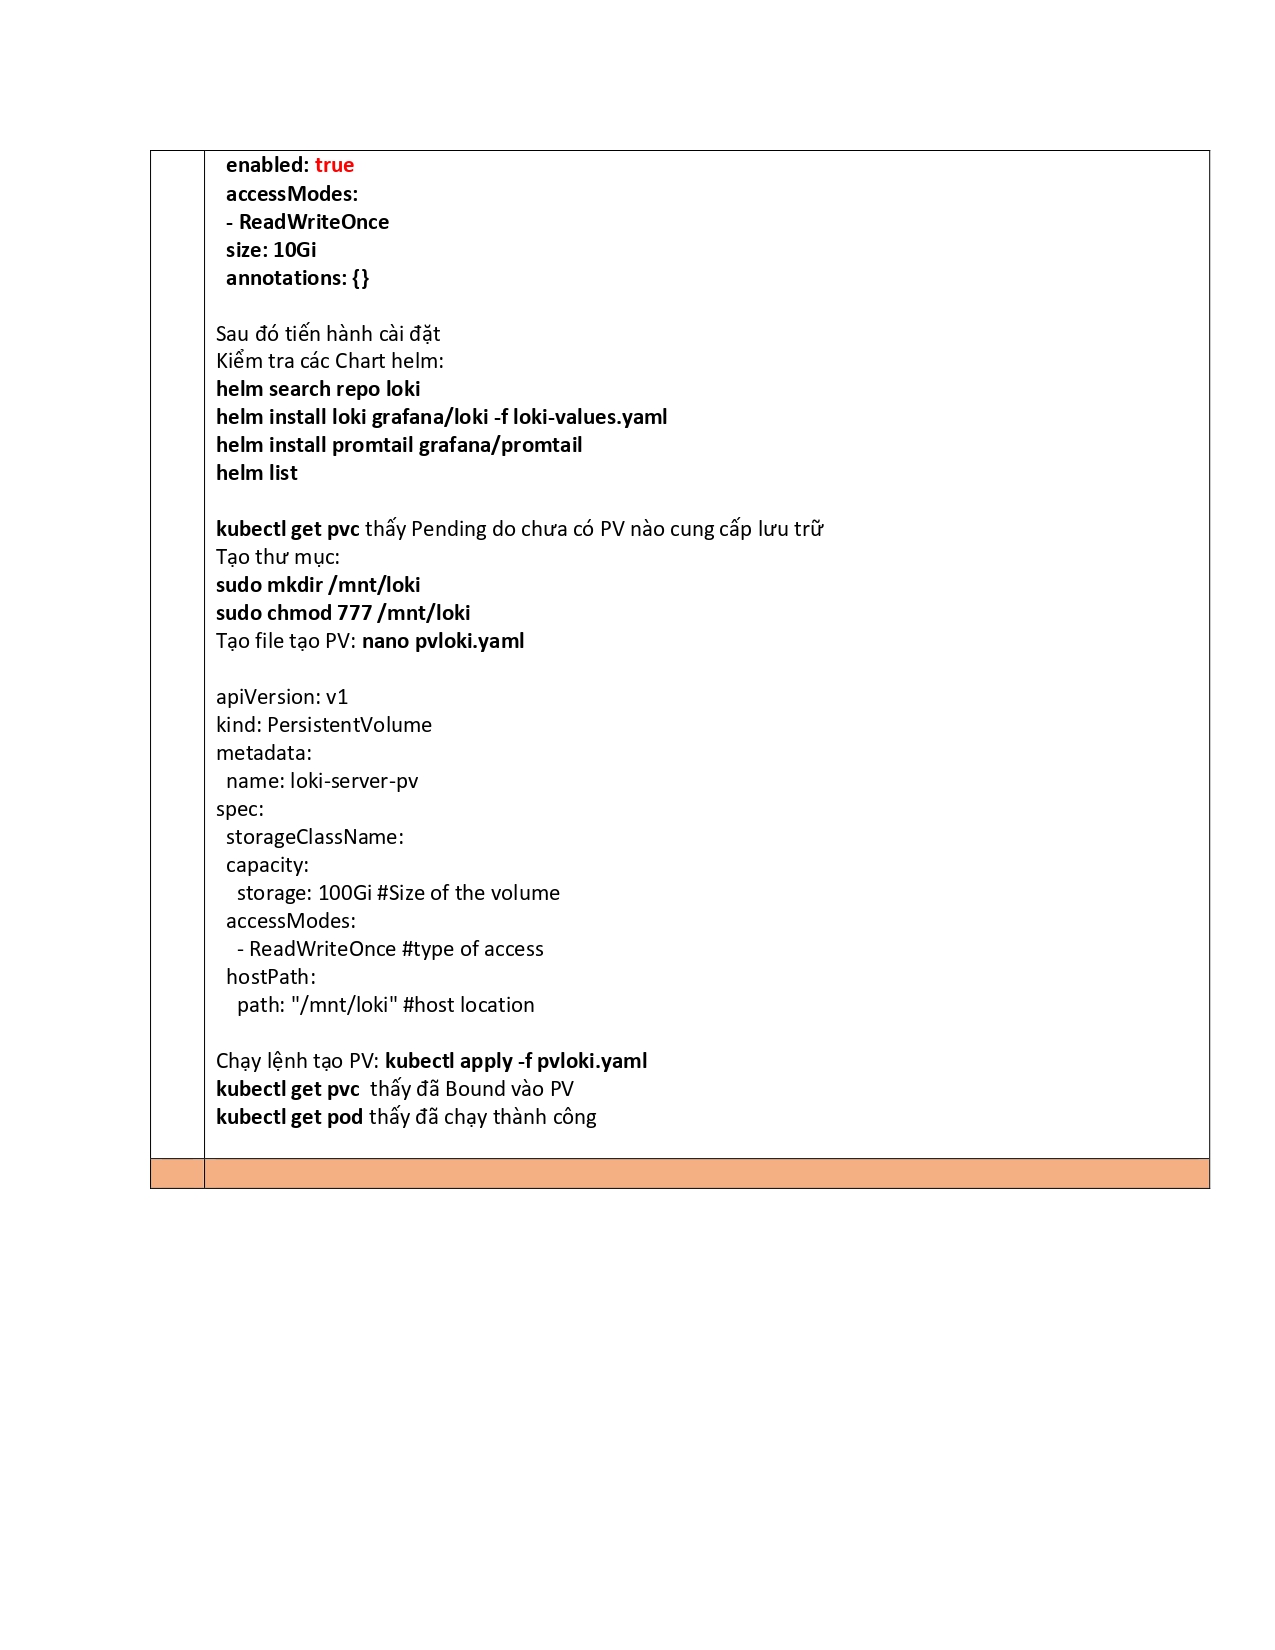 enabled: true
accessModes:
- ReadWriteOnce
size: 10Gi
annotations: {}
Sau đó tiến hành cài đặt
Kiểm tra các Chart helm:
helm search repo loki
helm install loki grafana/loki -f loki-values.yaml
helm install promtail grafana/promtail
helm list
kubectl get pvc thấy Pending do chưa có PV nào cung cấp lưu trữ
Tạo thư mục:
sudo mkdir /mnt/loki
sudo chmod 777 /mnt/loki
Tạo file tạo PV: nano pvloki.yaml
apiVersion: v1
kind: PersistentVolume
metadata:
name: loki-server-pv
spec:
storageClassName:
capacity:
storage: 100Gi #Size of the volume
accessModes:
- ReadWriteOnce #type of access
hostPath:
path: "/mnt/loki" #host location
Chạy lệnh tạo PV: kubectl apply -f pvloki.yaml
kubectl get pvc  thấy đã Bound vào PV
kubectl get pod thấy đã chạy thành công